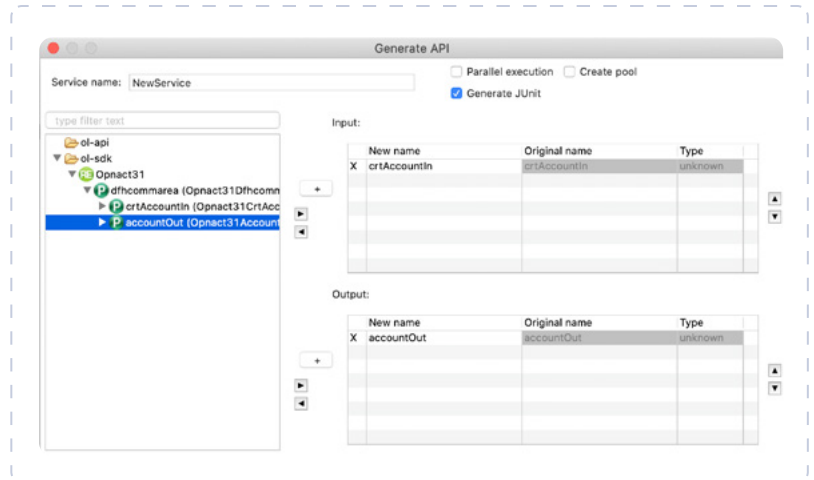 Generate API
Service name: NewService
Parallel execution Create pool
Generate JUnit
type filter text
ol-api
ol-sdk
RE Opnact31
P dfhcommarea (Opnact31Dfhcomn
P crtAccountIn (Opnact31CrtAcc
P accountOut (Opnact31Account
Input:
New name Original name Type
X crtAccountIn crtAccountIn unknown
+
Output:
New name Original name Type
X accountOut accountOut unknown
+